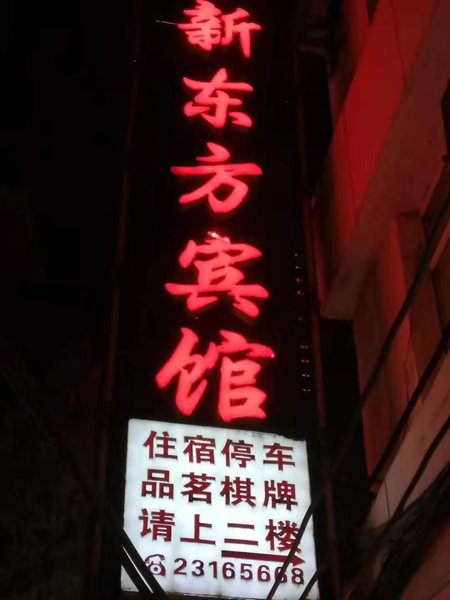 新东方宾馆
住宿停车
品茗棋牌
请上二楼
☎23165668